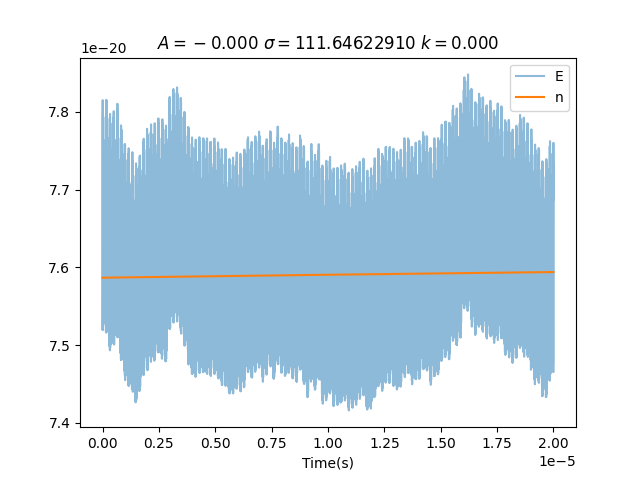 A = − 0.000 σ = 111.64622910 k = 0.000
1e−20
E
n
7.8
7.7
7.6
7.5
7.4
0.00 0.25 0.50 0.75 1.00 1.25 1.50 1.75 2.00
Time(s)
1e−5